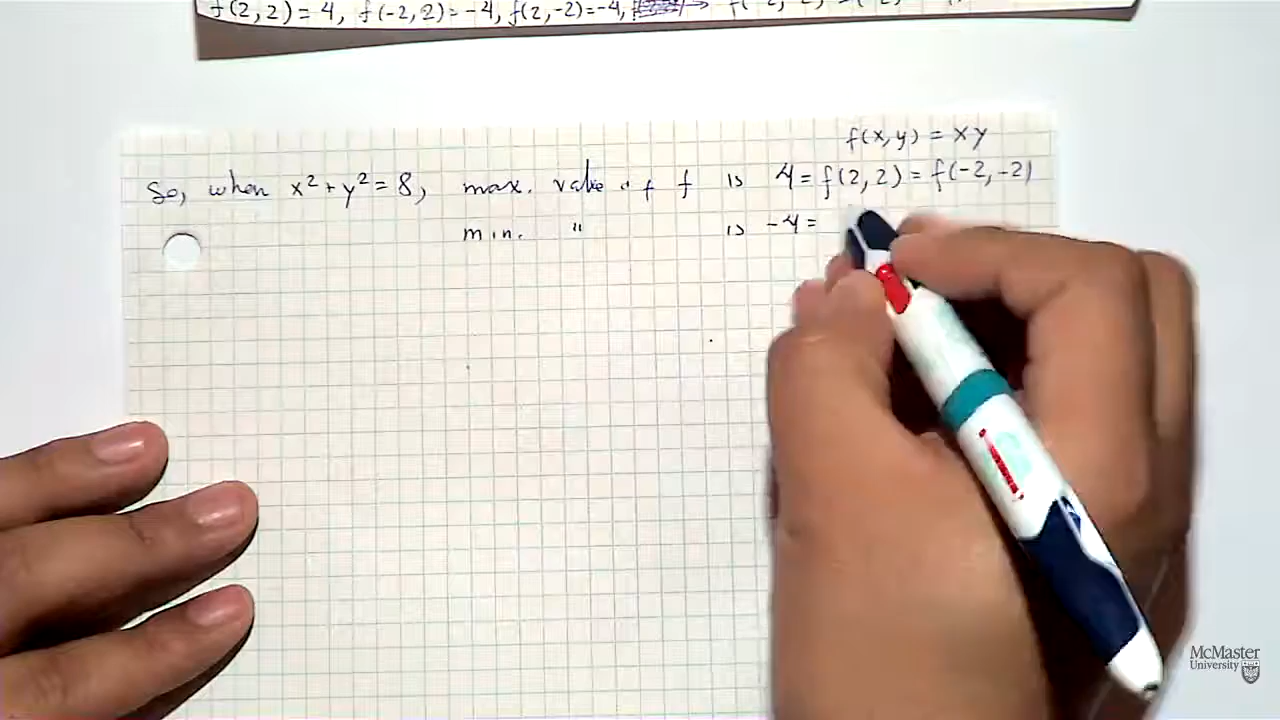 f(2,2) = 4, f(-2,2) = -4, f(2,-2) = -4,
f(x,y) = xy
So, when x²+y²=8, max. value of f is 4=f(2,2)=f(-2,-2)
min. " is -4=
McMaster
University